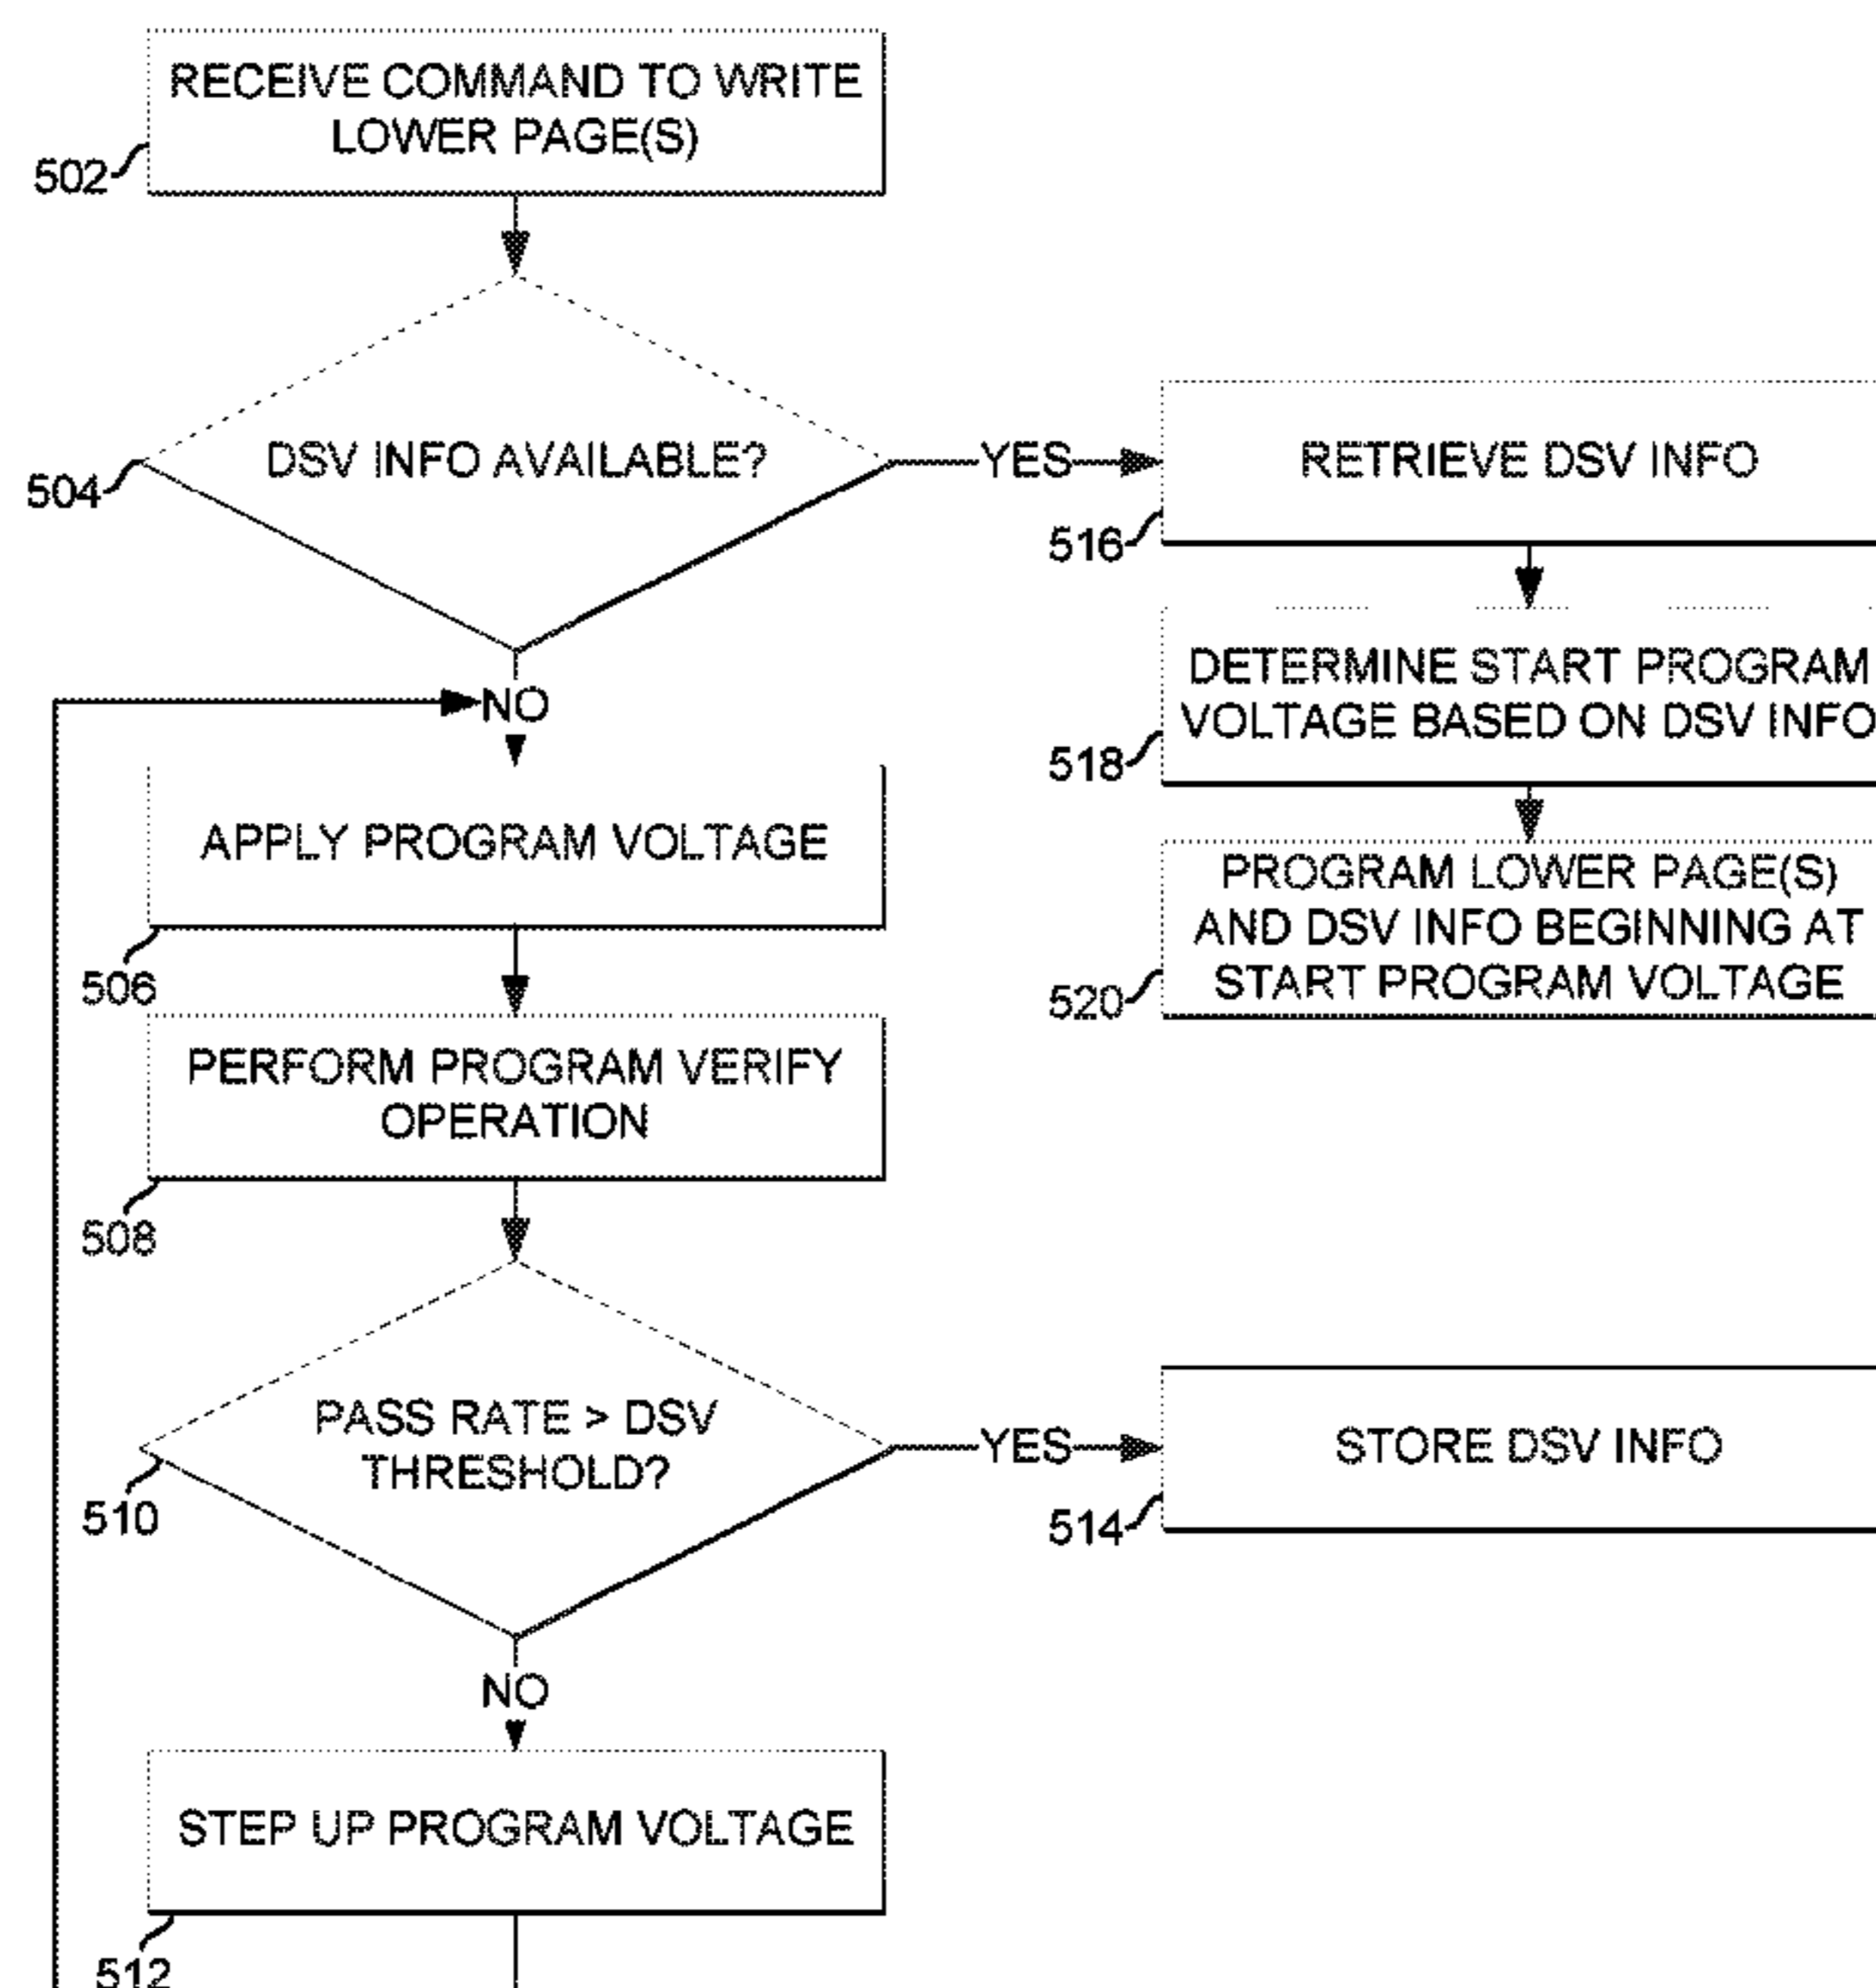 RECEIVE COMMAND TO WRITE
LOWER PAGE(S)
502
DSV INFO AVAILABLE?
504
YES
RETRIEVE DSV INFO
516
NO
DETERMINE START PROGRAM
VOLTAGE BASED ON DSV INFO
518
APPLY PROGRAM VOLTAGE
506
PROGRAM LOWER PAGE(S)
AND DSV INFO BEGINNING AT
START PROGRAM VOLTAGE
520
PERFORM PROGRAM VERIFY
OPERATION
508
PASS RATE > DSV
THRESHOLD?
510
YES
STORE DSV INFO
514
NO
STEP UP PROGRAM VOLTAGE
512